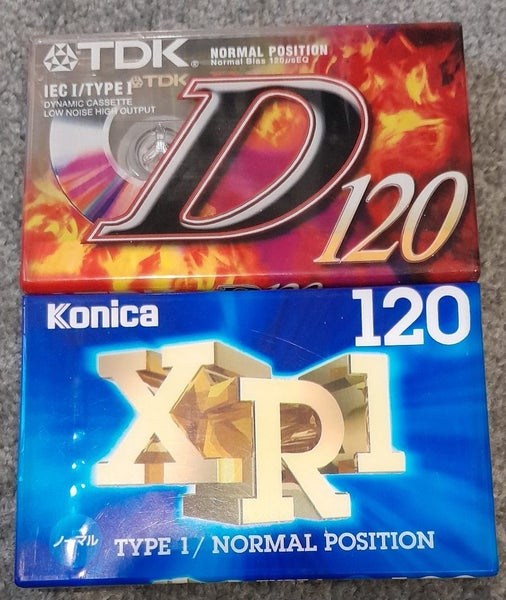 TDK®
NORMAL POSITION
Normal Bias 120μsEQ
IEC I/TYPE I
TDK
DYNAMIC CASSETTE
LOW NOISE HIGH OUTPUT
D120
Konica
120
XR1
ノーマル
TYPE 1/NORMAL POSITION